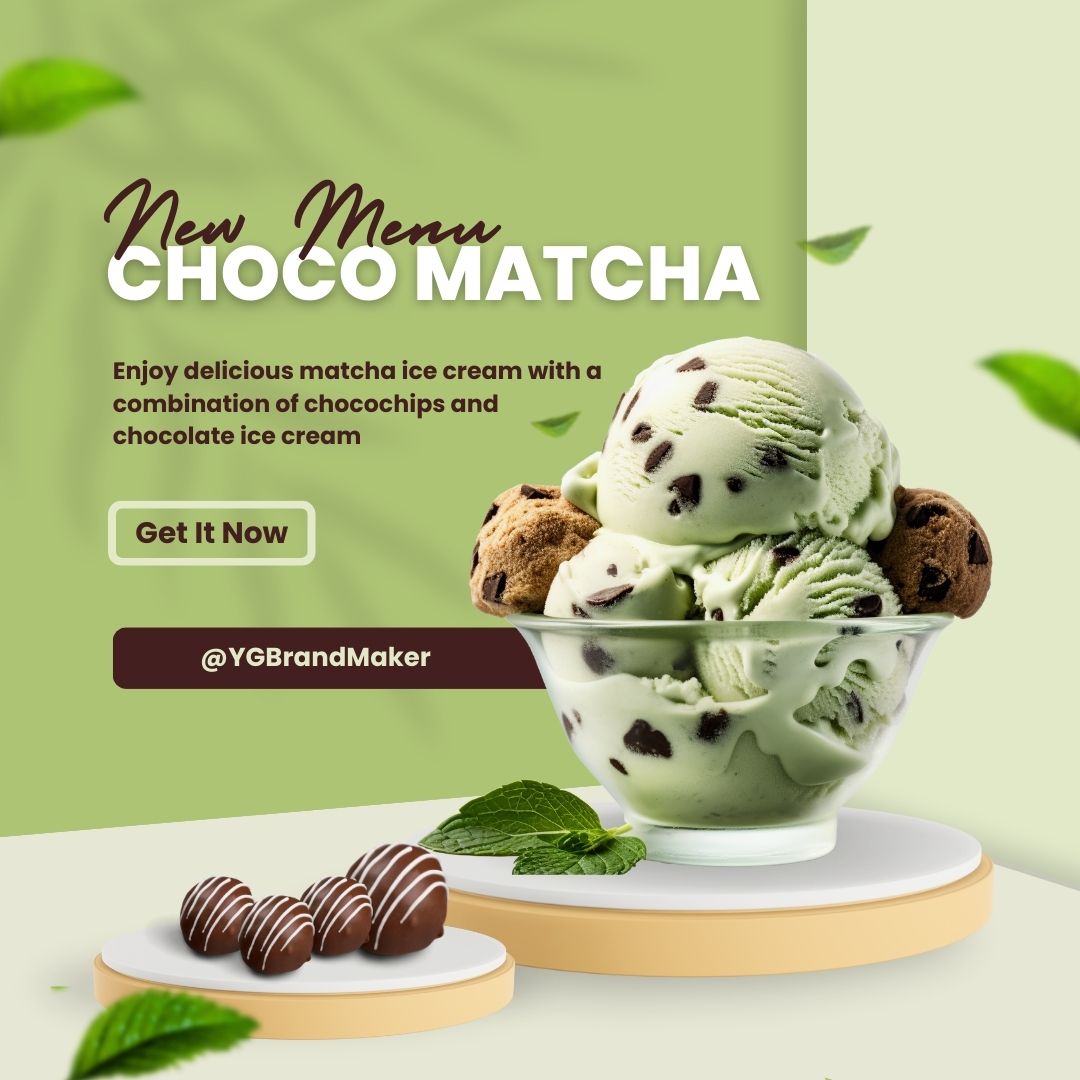 New Menu
CHOCO MATCHA
Enjoy delicious matcha ice cream with a
combination of chocochips and
chocolate ice cream
Get It Now
@YGBrandMaker